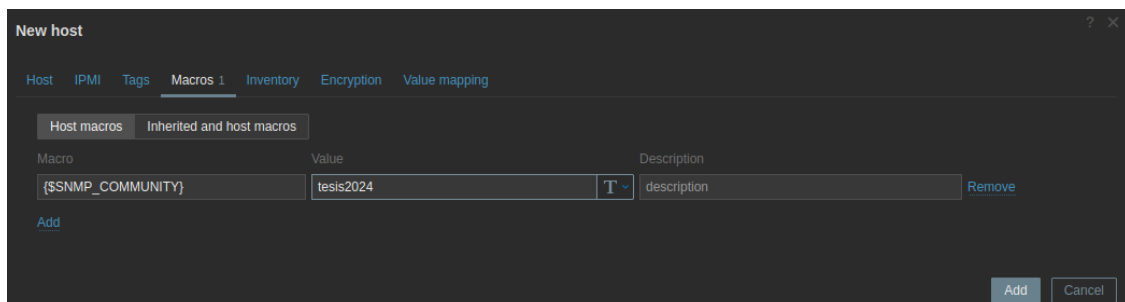 New host
? ×
Host IPMI Tags Macros 1 Inventory Encryption Value mapping
Host macros Inherited and host macros
Macro Value Description
{$SNMP_COMMUNITY} tesis2024 T description Remove
Add
Add Cancel